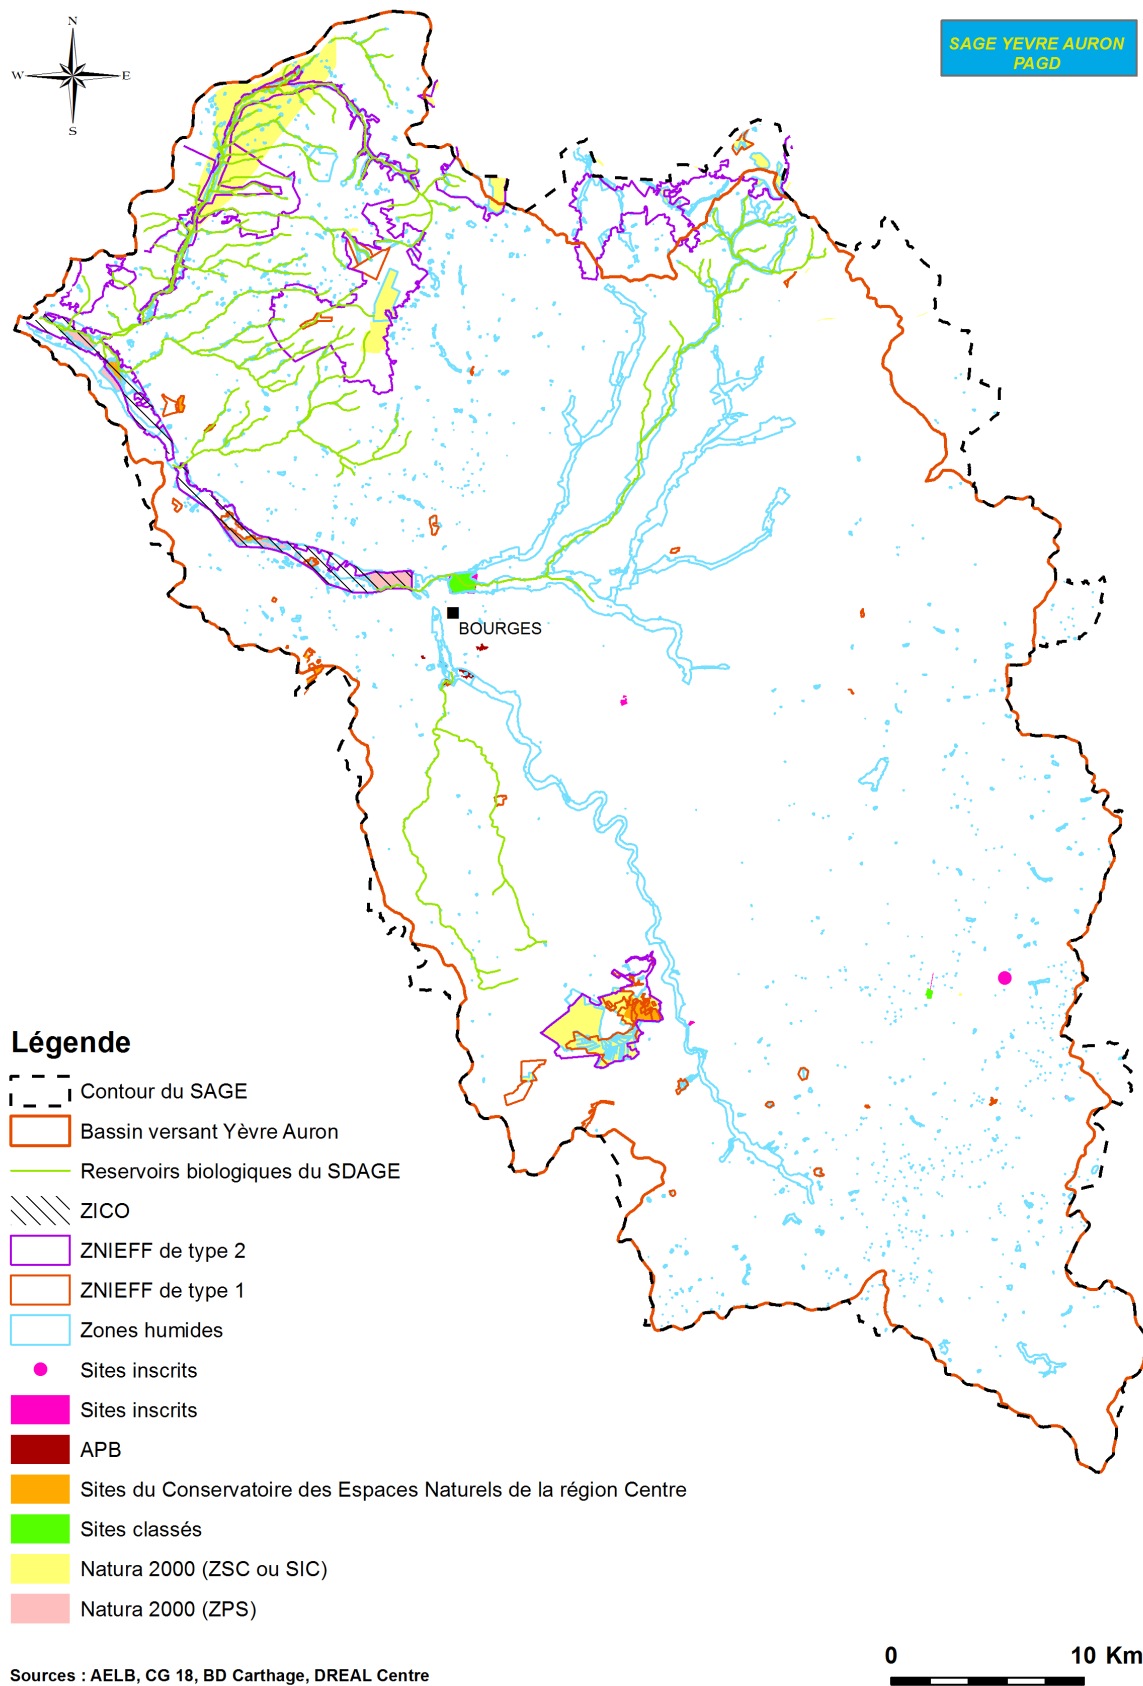 N
W
E
S
SAGE YEVRE AURON
PAGD
BOURGES
Légende
Contour du SAGE
Bassin versant Yèvre Auron
Reservoirs biologiques du SDAGE
ZICO
ZNIEFF de type 2
ZNIEFF de type 1
Zones humides
Sites inscrits
Sites inscrits
APB
Sites du Conservatoire des Espaces Naturels de la région Centre
Sites classés
Natura 2000 (ZSC ou SIC)
Natura 2000 (ZPS)
0 10 Km
Sources : AELB, CG 18, BD Carthage, DREAL Centre